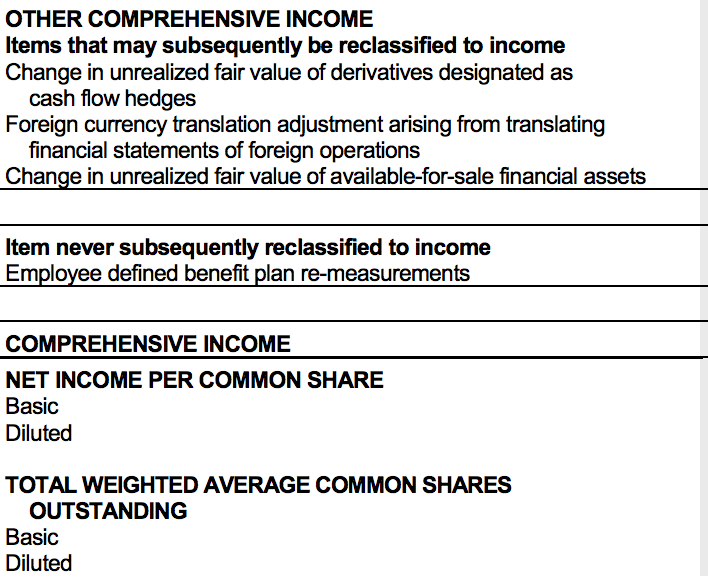 OTHER COMPREHENSIVE INCOME
Items that may subsequently be reclassified to income
Change in unrealized fair value of derivatives designated as
cash flow hedges
Foreign currency translation adjustment arising from translating
financial statements of foreign operations
Change in unrealized fair value of available-for-sale financial assets
Item never subsequently reclassified to income
Employee defined benefit plan re-measurements
COMPREHENSIVE INCOME
NET INCOME PER COMMON SHARE
Basic
Diluted
TOTAL WEIGHTED AVERAGE COMMON SHARES
OUTSTANDING
Basic
Diluted